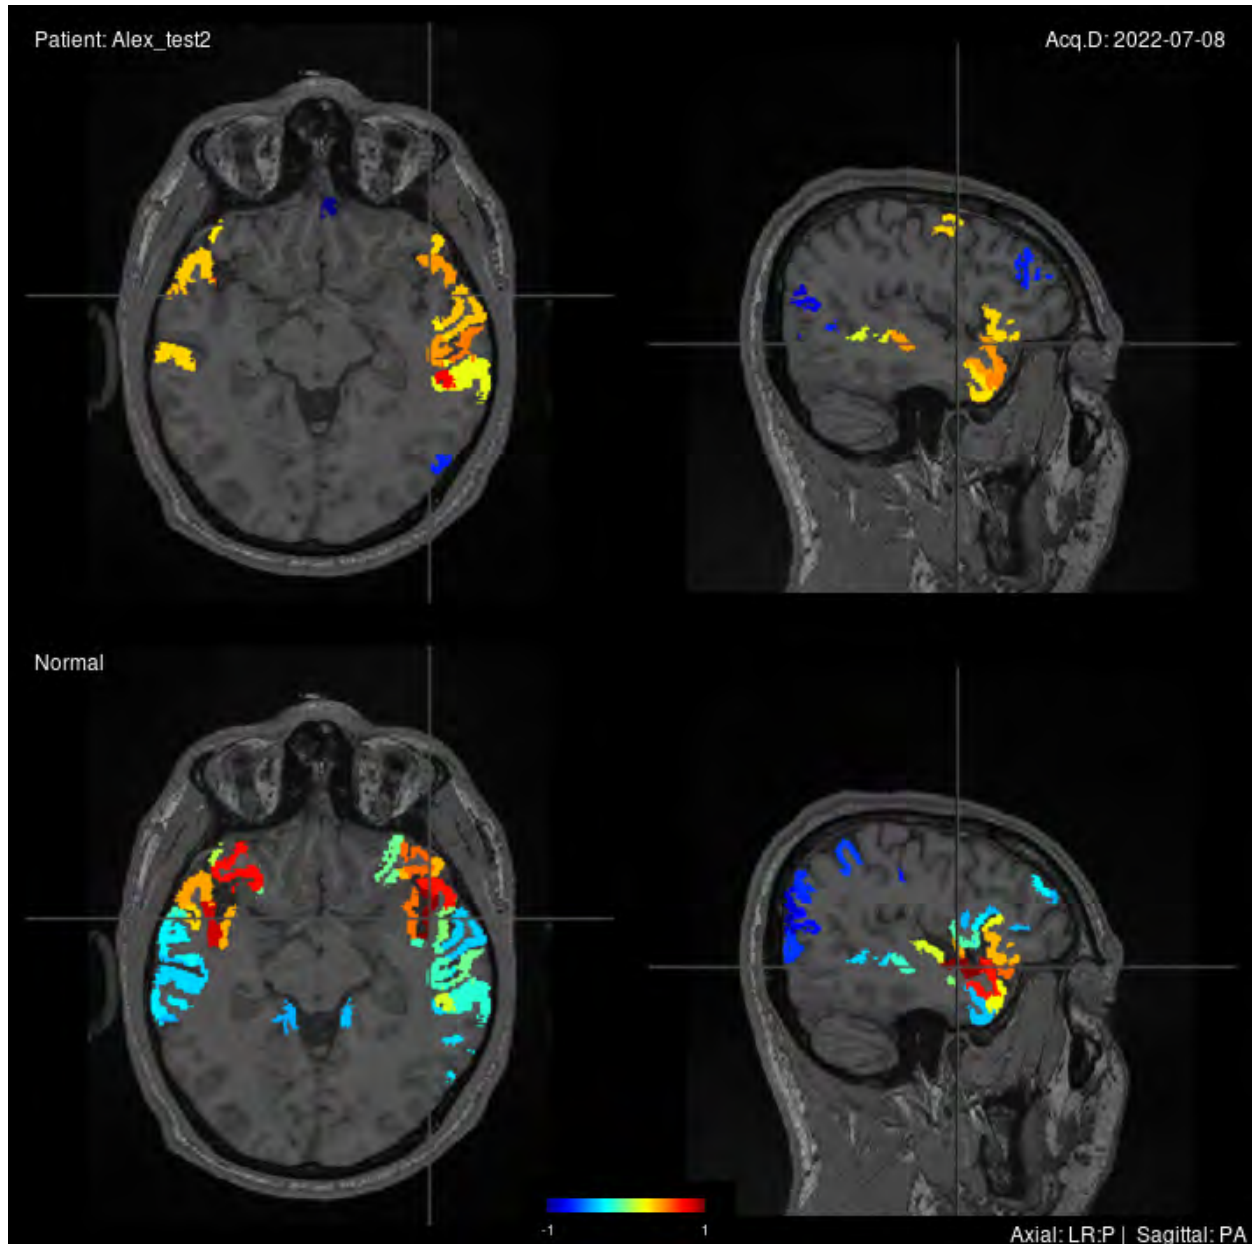 Patient: Alex_test2
Acq.D: 2022-07-08
Normal
-1
1
Axial: LR:P | Sagittal: PA